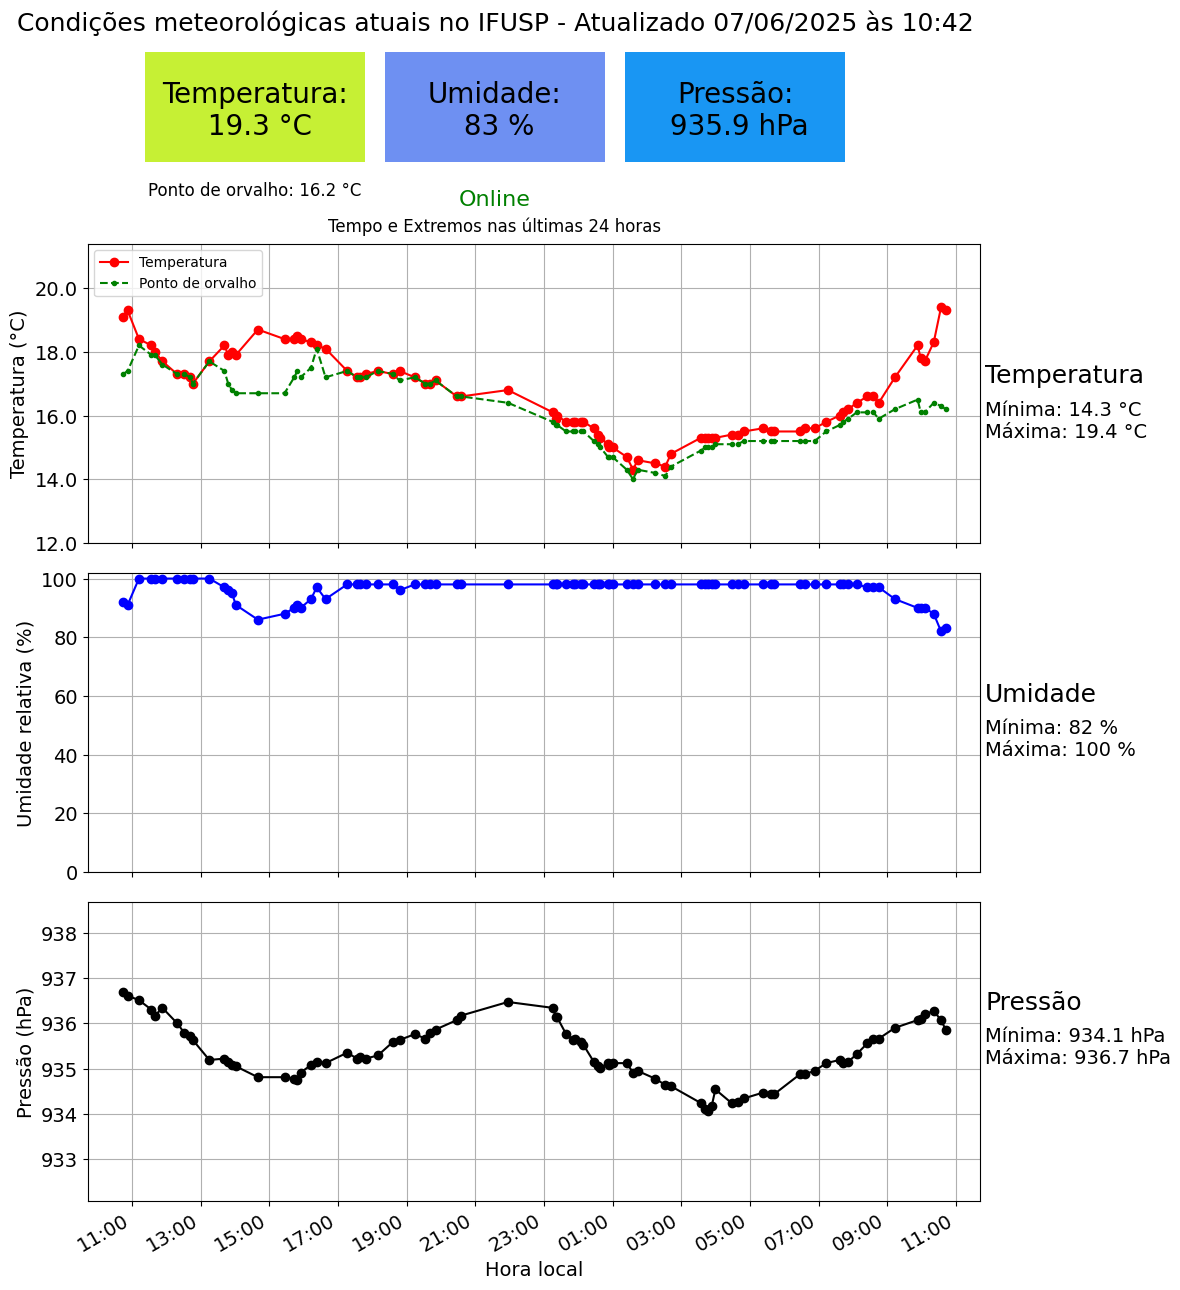 Condições meteorológicas atuais no IFUSP - Atualizado 07/06/2025 às 10:42
Temperatura:
19.3 °C
Umidade:
83 %
Pressão:
935.9 hPa
Ponto de orvalho: 16.2 °C
Online
Tempo e Extremos nas últimas 24 horas
Temperatura
Ponto de orvalho
Temperatura (°C)
20.0
18.0
16.0
14.0
12.0
Temperatura
Mínima: 14.3 °C
Máxima: 19.4 °C
Umidade relativa (%)
100
80
60
40
20
0
Umidade
Mínima: 82 %
Máxima: 100 %
Pressão (hPa)
938
937
936
935
934
933
Pressão
Mínima: 934.1 hPa
Máxima: 936.7 hPa
11:00
13:00
15:00
17:00
19:00
21:00
23:00
01:00
03:00
05:00
07:00
09:00
11:00
Hora local